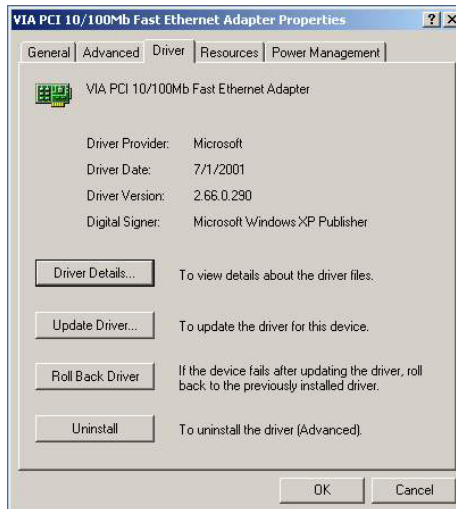 VIA PCI 10/100Mb Fast Ethernet Adapter Properties
? X
General Advanced Driver Resources Power Management
VIA PCI 10/100Mb Fast Ethernet Adapter
Driver Provider: Microsoft
Driver Date: 7/1/2001
Driver Version: 2.66.0.290
Digital Signer: Microsoft Windows XP Publisher
Driver Details... To view details about the driver files.
Update Driver... To update the driver for this device.
Roll Back Driver If the device fails after updating the driver, roll
back to the previously installed driver.
Uninstall To uninstall the driver (Advanced).
OK Cancel